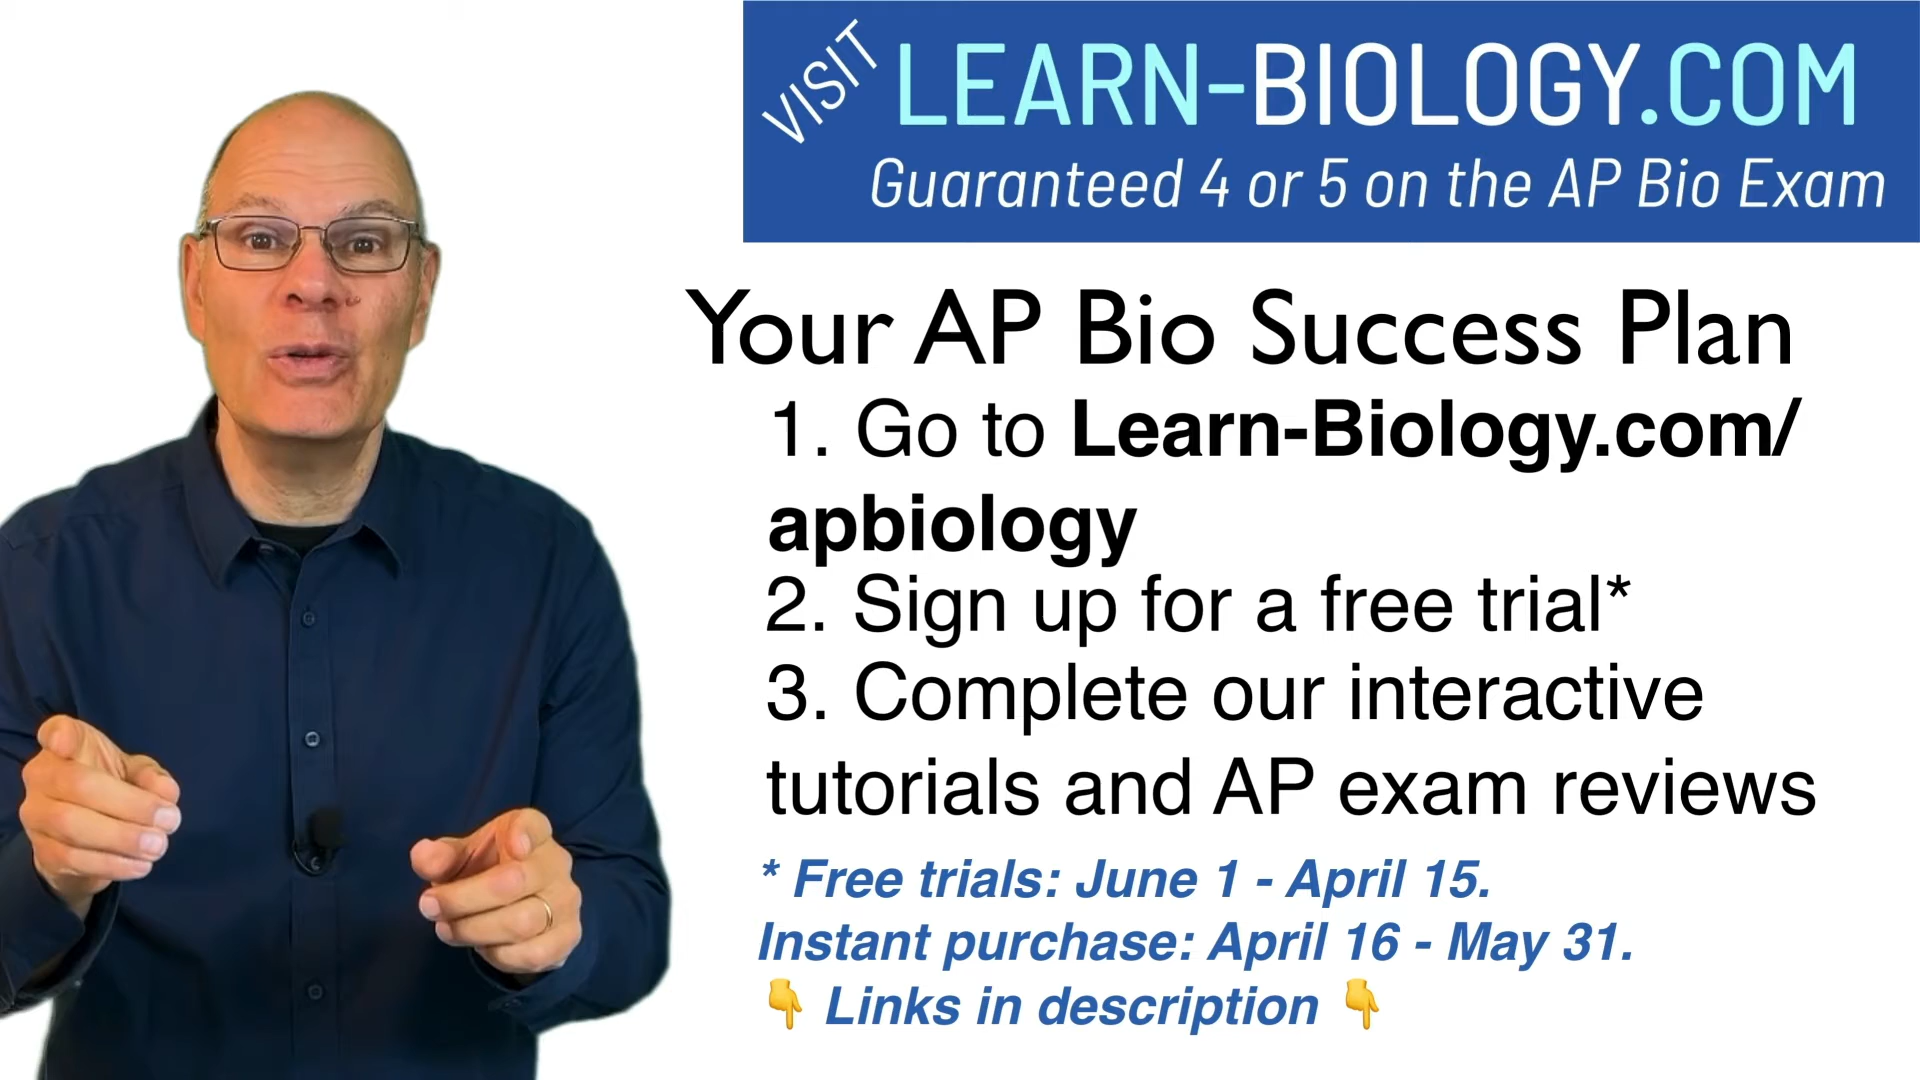 VISIT LEARN-BIOLOGY.COM
Guaranteed 4 or 5 on the AP Bio Exam
Your AP Bio Success Plan
1. Go to Learn-Biology.com/
apbiology
2. Sign up for a free trial*
3. Complete our interactive
tutorials and AP exam reviews
* Free trials: June 1 - April 15.
Instant purchase: April 16 - May 31.
👇 Links in description 👇